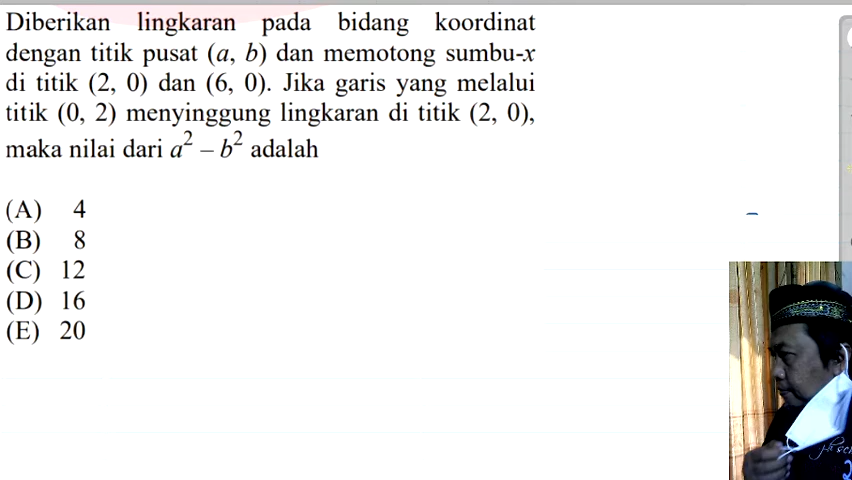 Diberikan lingkaran pada bidang koordinat
dengan titik pusat (a, b) dan memotong sumbu-x
di titik (2, 0) dan (6, 0). Jika garis yang melalui
titik (0, 2) menyinggung lingkaran di titik (2, 0),
maka nilai dari a² – b² adalah
(A) 4
(B) 8
(C) 12
(D) 16
(E) 20